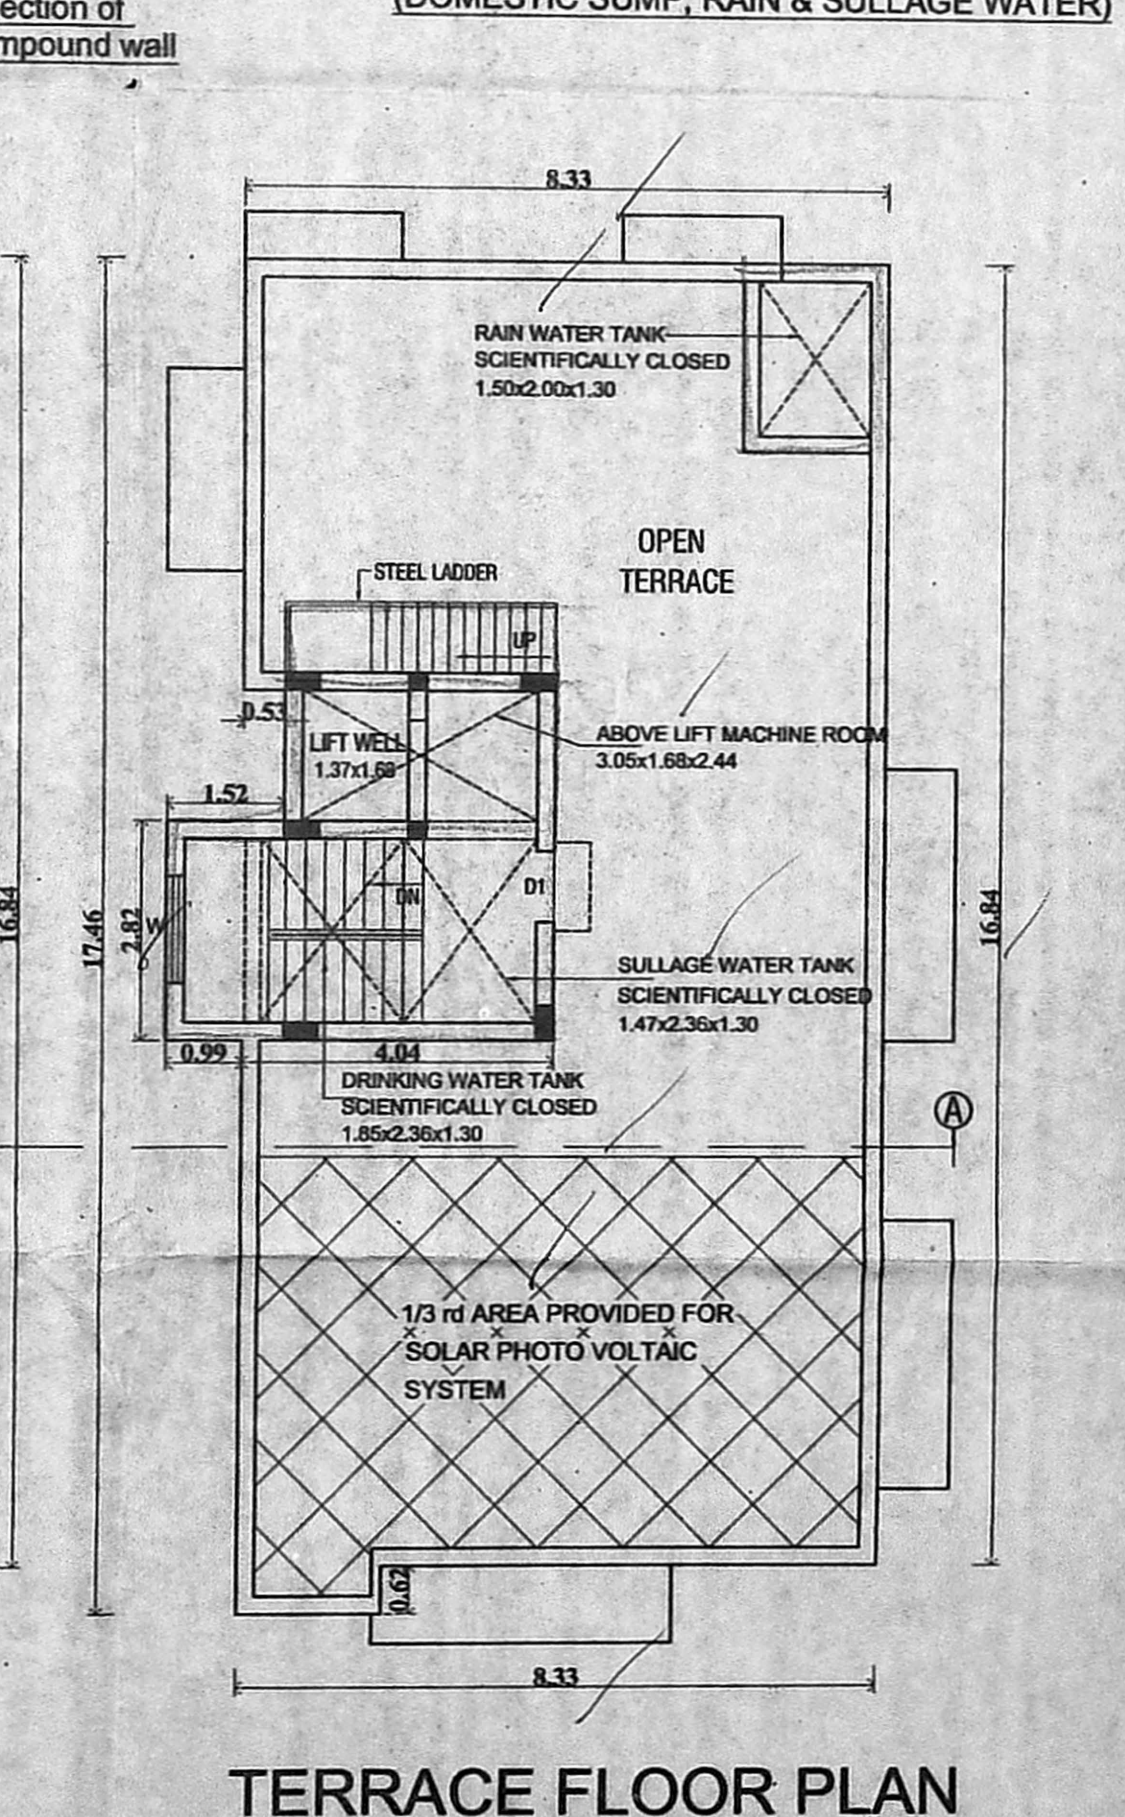 ection of
mpound wall
(DOMESTIC SUMP, RAIN & SULLAGE WATER)
8.33
RAIN WATER TANK
SCIENTIFICALLY CLOSED
1.50x2.00x1.30
OPEN
TERRACE
STEEL LADDER
UP
0.53
LIFT WELL
1.37x1.68
ABOVE LIFT MACHINE ROOM
3.05x1.68x2.44
1.52
DN
D1
W
2.82
16.84
17.46
16.84
SULLAGE WATER TANK
SCIENTIFICALLY CLOSED
1.47x2.36x1.30
0.99
4.04
DRINKING WATER TANK
SCIENTIFICALLY CLOSED
1.85x2.36x1.30
A
1/3 rd AREA PROVIDED FOR
SOLAR PHOTO VOLTAIC
SYSTEM
0.62
8.33
TERRACE FLOOR PLAN